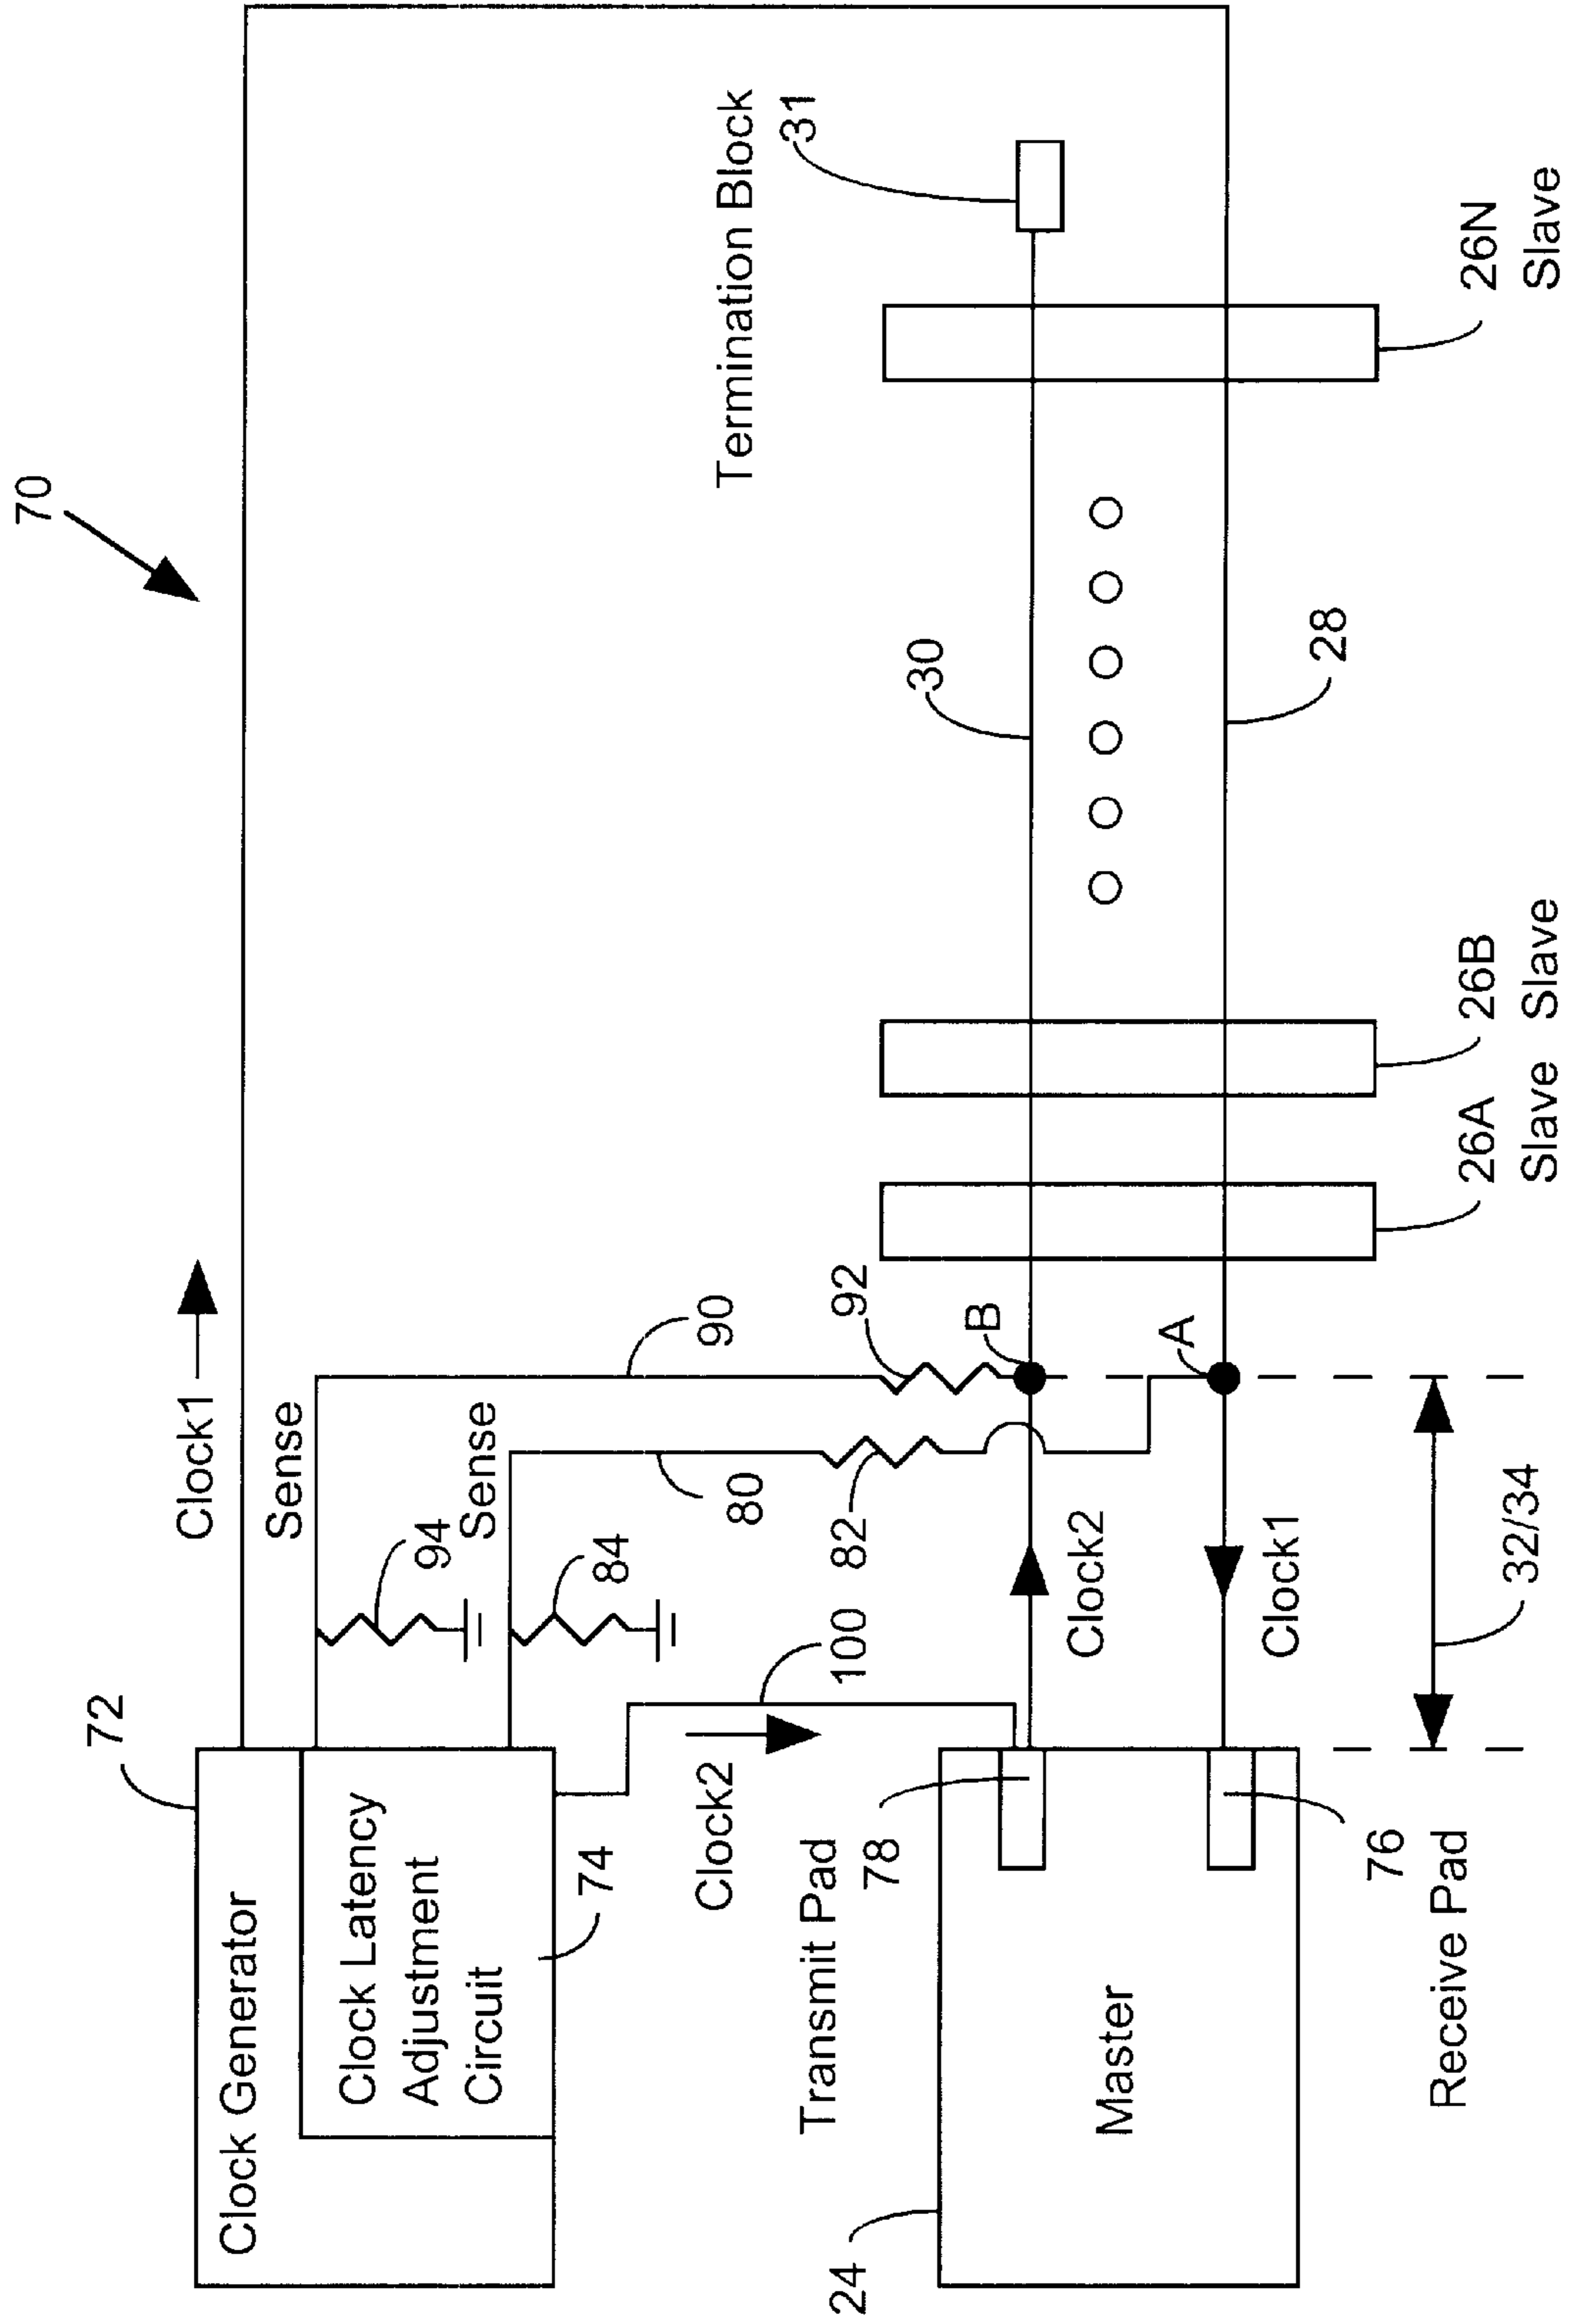 70
72
Clock1
Clock Generator
Sense
Clock Latency
Adjustment
Circuit
94
Sense
74
84
80
90
Clock2
100
82
92
Termination Block
31
Transmit Pad
78
24
Master
B
A
30
Clock2
Clock1
28
76
Receive Pad
32/34
26A
Slave
26B
Slave
26N
Slave